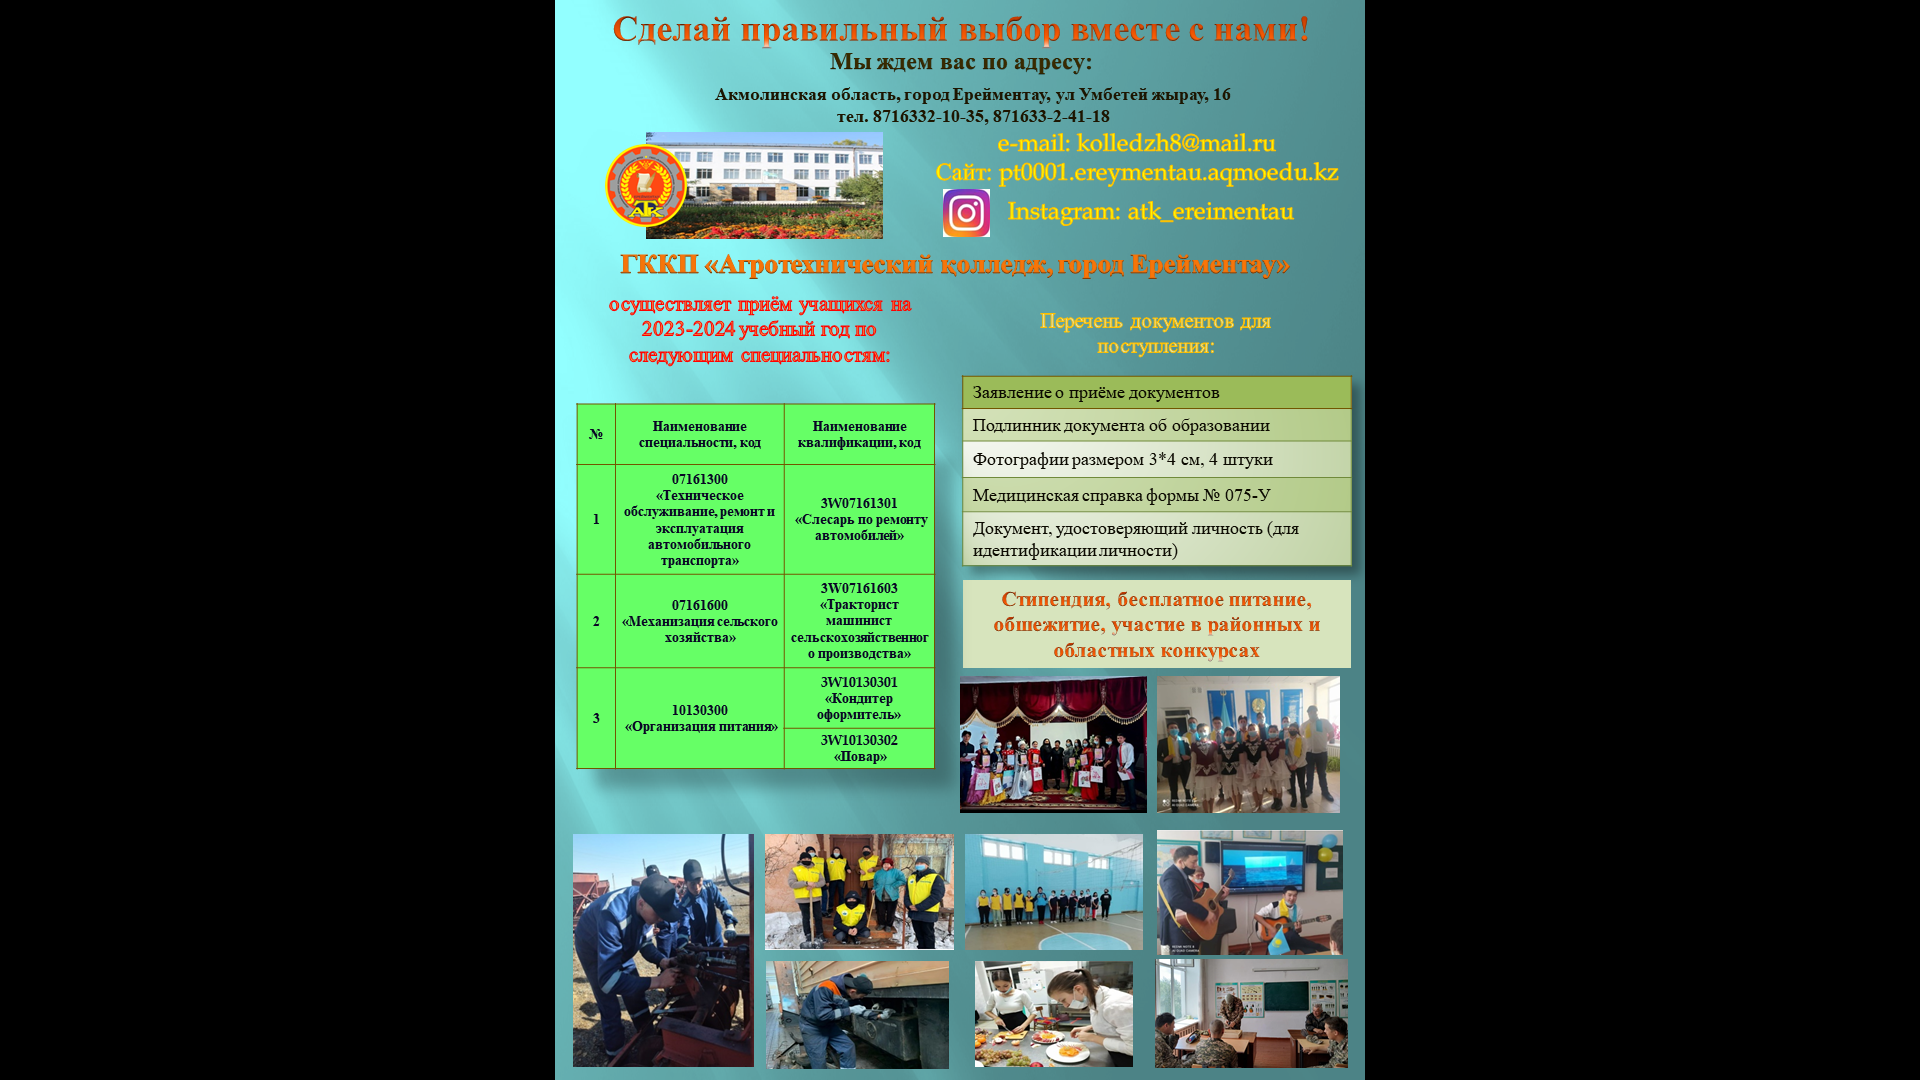 Сделай правильный выбор вместе с нами!
Мы ждем вас по адресу:
Акмолинская область, город Ерейментау, ул Умбетей жырау, 16
тел. 8716332-10-35, 871633-2-41-18
АТК
e-mail: kolledzh8@mail.ru
Сайт: pt0001.ereymentau.aqmoedu.kz
Instagram: atk_ereimentau
ГККП «Агротехнический қолледж, город Ерейментау»
осуществляет приём учащихся на
2023-2024 учебный год по
следующим специальностям:
№
Наименование
специальности, код
Наименование
квалификации, код
1
07161300
«Техническое
обслуживание, ремонт и
эксплуатация
автомобильного
транспорта»
3W07161301
«Слесарь по ремонту
автомобилей»
2
07161600
«Механизация сельского
хозяйства»
3W07161603
«Тракторист
машинист
сельскохозяйственног
о производства»
3
10130300
«Организация питания»
3W10130301
«Кондитер
оформитель»
3W10130302
«Повар»
Перечень документов для
поступления:
Заявление о приёме документов
Подлинник документа об образовании
Фотографии размером 3*4 см, 4 штуки
Медицинская справка формы № 075-У
Документ, удостоверяющий личность (для
идентификации личности)
Стипендия, бесплатное питание,
обшежитие, участие в районных и
областных конкурсах